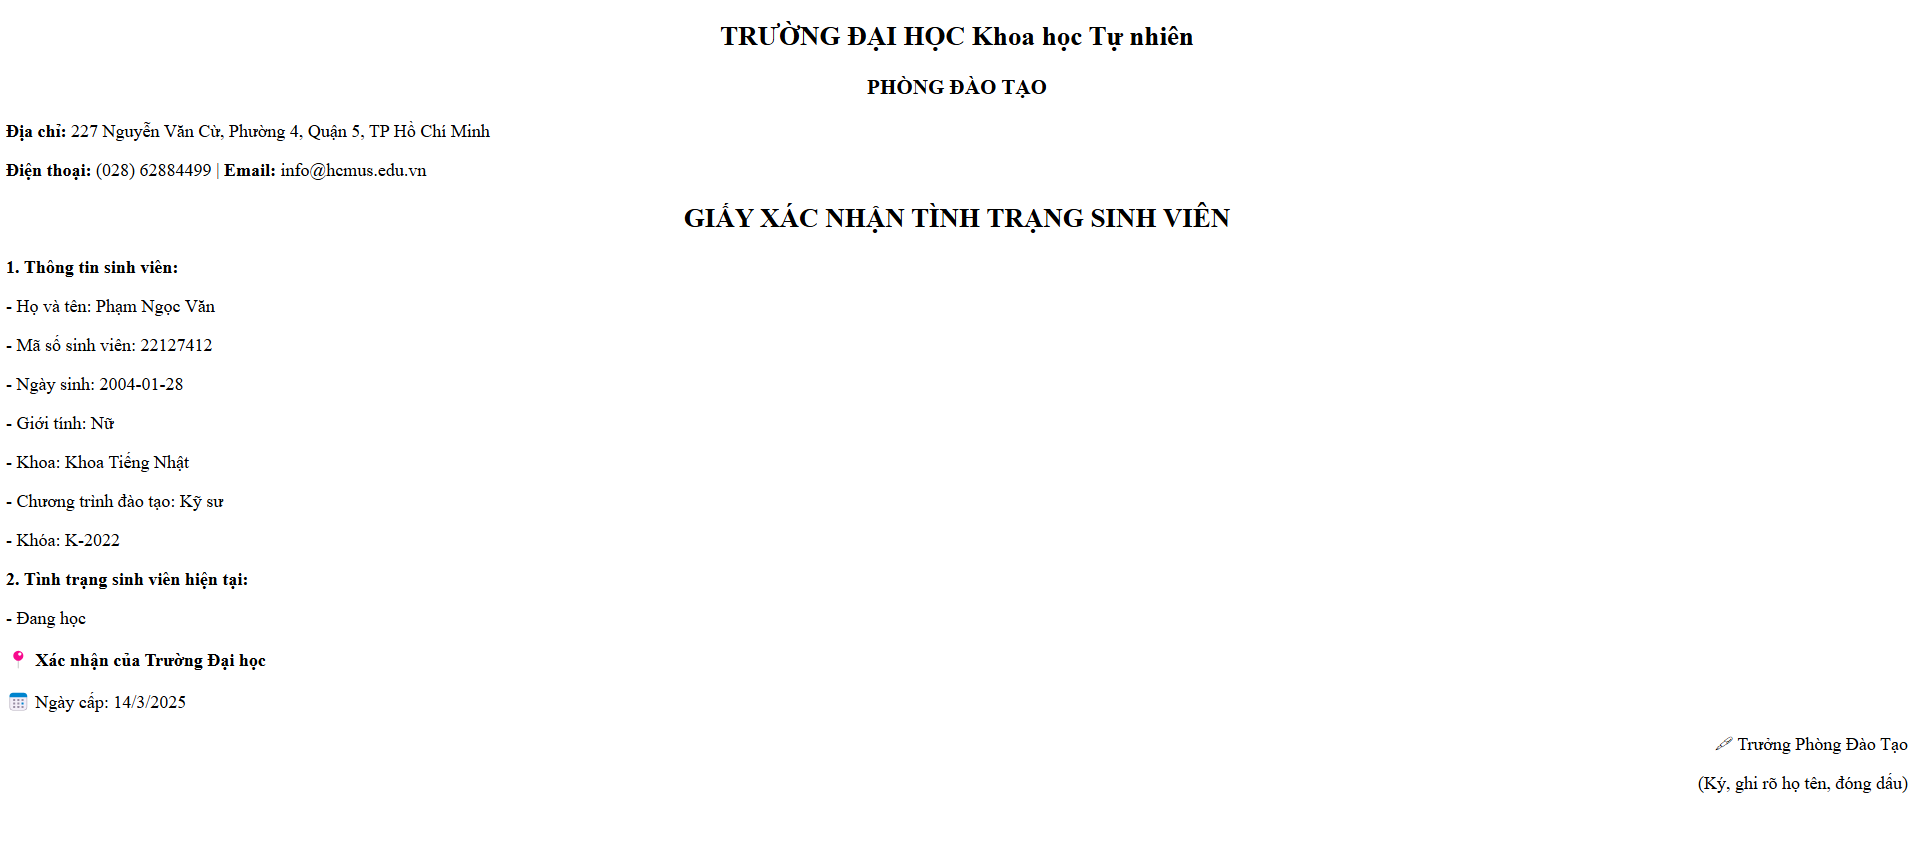 TRƯỜNG ĐẠI HỌC Khoa học Tự nhiên
PHÒNG ĐÀO TẠO
Địa chỉ: 227 Nguyễn Văn Cừ, Phường 4, Quận 5, TP Hồ Chí Minh
Điện thoại: (028) 62884499 | Email: info@hcmus.edu.vn
GIẤY XÁC NHẬN TÌNH TRẠNG SINH VIÊN
1. Thông tin sinh viên:
- Họ và tên: Phạm Ngọc Văn
- Mã số sinh viên: 22127412
- Ngày sinh: 2004-01-28
- Giới tính: Nữ
- Khoa: Khoa Tiếng Nhật
- Chương trình đào tạo: Kỹ sư
- Khóa: K-2022
2. Tình trạng sinh viên hiện tại:
- Đang học
Xác nhận của Trường Đại học
Ngày cấp: 14/3/2025
Trưởng Phòng Đào Tạo
(Ký, ghi rõ họ tên, đóng dấu)